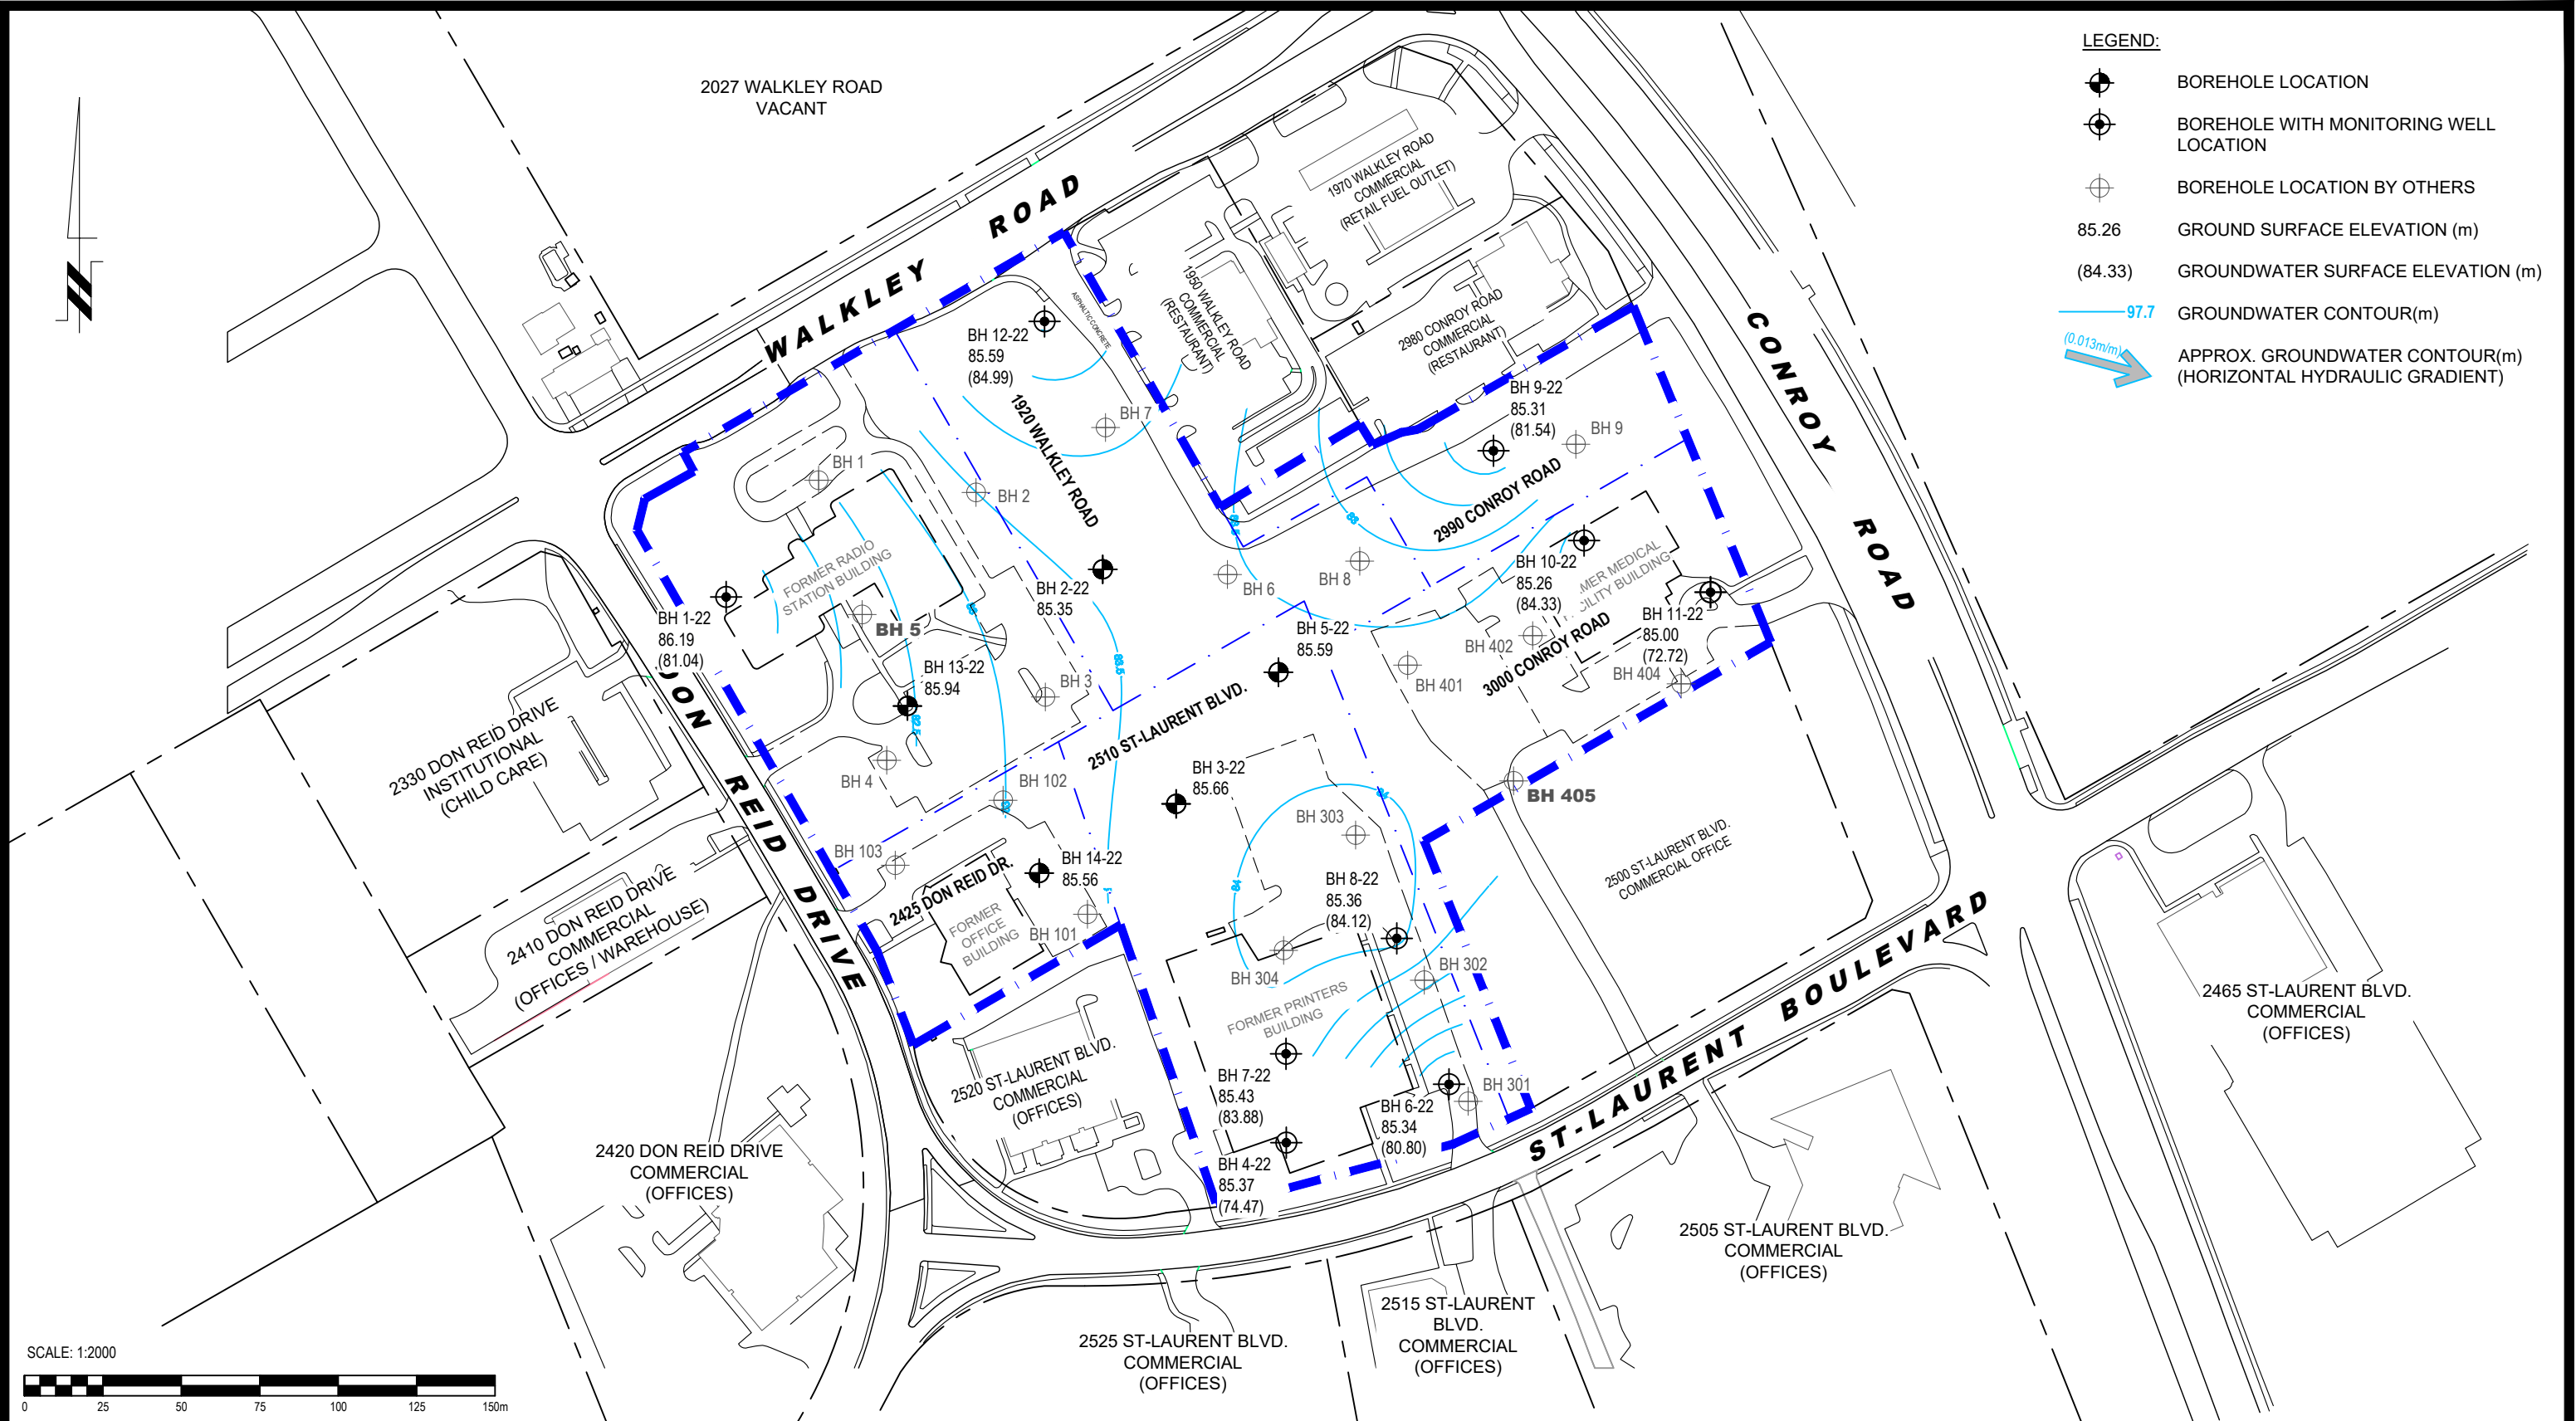 LEGEND:
BOREHOLE LOCATION
BOREHOLE WITH MONITORING WELL
LOCATION
BOREHOLE LOCATION BY OTHERS
85.26 GROUND SURFACE ELEVATION (m)
(84.33) GROUNDWATER SURFACE ELEVATION (m)
97.7 GROUNDWATER CONTOUR(m)
(0.013m/m)
APPROX. GROUNDWATER CONTOUR(m)
(HORIZONTAL HYDRAULIC GRADIENT)
2027 WALKLEY ROAD
VACANT
WALKLEY ROAD
1970 WALKLEY ROAD
COMMERCIAL
(RETAIL FUEL OUTLET)
1950 WALKLEY ROAD
COMMERCIAL
(RESTAURANT)
ASPHALTIC CONCRETE
2980 CONROY ROAD
COMMERCIAL
(RESTAURANT)
CONROY ROAD
BH 12-22
85.59
(84.99)
BH 7
1920 WALKLEY ROAD
BH 9-22
85.31
(81.54)
BH 9
2990 CONROY ROAD
BH 1
BH 2
FORMER RADIO
STATION BUILDING
BH 1-22
86.19
(81.04)
BH 5
BH 13-22
85.94
BH 2-22
85.35
BH 3
BH 6
BH 8
BH 5-22
85.59
BH 10-22
85.26
(84.33)
MER MEDICAL
CILITY BUILDING
BH 11-22
85.00
(72.72)
BH 402
BH 401
BH 404
3000 CONROY ROAD
83.5
83
83.5
82.5
84
84
2510 ST-LAURENT BLVD.
BH 4
BH 102
BH 3-22
85.66
BH 303
BH 405
2330 DON REID DRIVE
INSTITUTIONAL
(CHILD CARE)
DON REID DRIVE
BH 103
BH 14-22
85.56
2425 DON REID DR.
FORMER
OFFICE
BUILDING
BH 101
BH 8-22
85.36
(84.12)
BH 304
BH 302
2500 ST-LAURENT BLVD.
COMMERCIAL OFFICE
2410 DON REID DRIVE
COMMERCIAL
(OFFICES / WAREHOUSE)
FORMER PRINTERS
BUILDING
2520 ST-LAURENT BLVD.
COMMERCIAL
(OFFICES)
BH 7-22
85.43
(83.88)
BH 6-22
85.34
(80.80)
BH 301
BH 4-22
85.37
(74.47)
ST-LAURENT BOULEVARD
2465 ST-LAURENT BLVD.
COMMERCIAL
(OFFICES)
2420 DON REID DRIVE
COMMERCIAL
(OFFICES)
2505 ST-LAURENT BLVD.
COMMERCIAL
(OFFICES)
2515 ST-LAURENT
BLVD.
COMMERCIAL
(OFFICES)
2525 ST-LAURENT BLVD.
COMMERCIAL
(OFFICES)
SCALE: 1:2000
0 25 50 75 100 125 150m